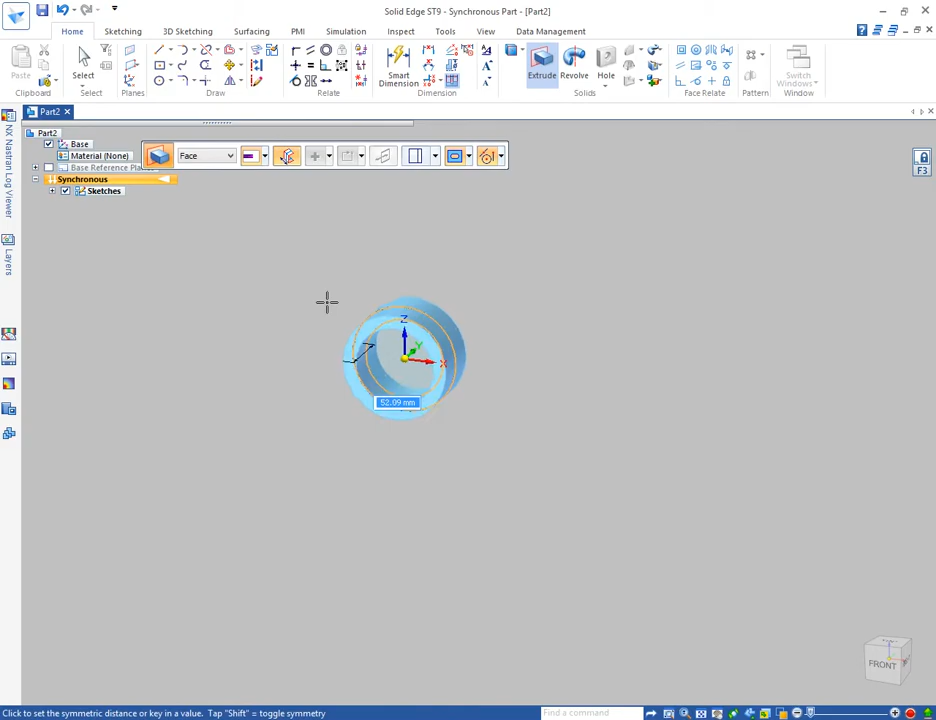 Solid Edge ST9 - Synchronous Part - [Part2]
Home Sketching 3D Sketching Surfacing PMI Simulation Inspect Tools View Data Management
Paste Select Smart Dimension Extrude Revolve Hole Switch Windows
Clipboard Select Planes Draw Relate Dimension Solids Face Relate Pattern Window
Part2
Part2
Base
Material (None)
Face
Base Reference Pla
Synchronous
Sketches
F3
NX Nastran Log Viewer
Layers
Z
Y
X
52.09 mm
FRONT
Click to set the symmetric distance or key in a value. Tap "Shift" = toggle symmetry
Find a command